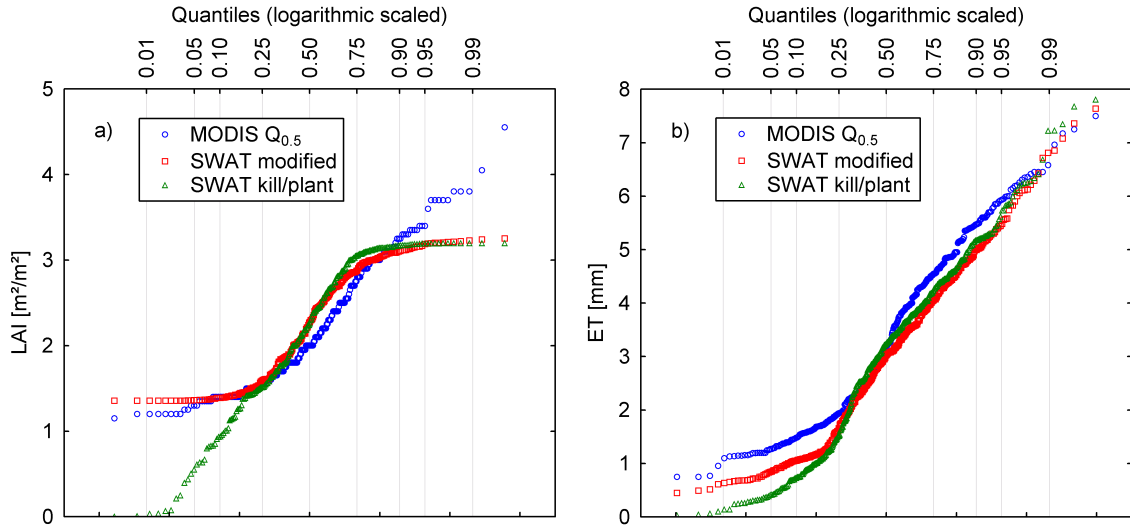 Quantiles (logarithmic scaled)
0.01 0.05 0.10 0.25 0.50 0.75 0.90 0.95 0.99
5
4
3
2
1
0
LAI [m²/m²]
a)
MODIS Q0.5
SWAT modified
SWAT kill/plant
Quantiles (logarithmic scaled)
0.01 0.05 0.10 0.25 0.50 0.75 0.90 0.95 0.99
8
7
6
5
4
3
2
1
0
ET [mm]
b)
MODIS Q0.5
SWAT modified
SWAT kill/plant